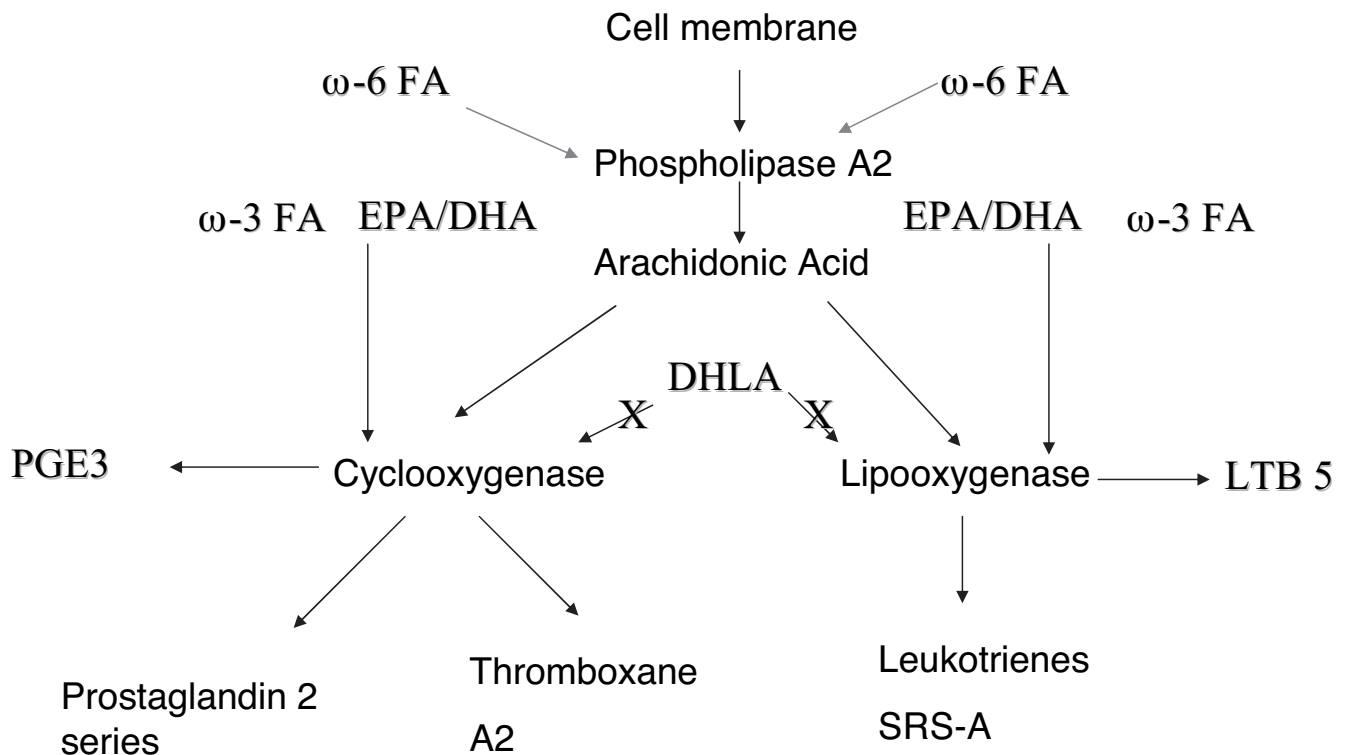 Cell membrane
ω-6 FA
ω-6 FA
Phospholipase A2
ω-3 FA EPA/DHA
EPA/DHA ω-3 FA
Arachidonic Acid
DHLA
X
X
PGE3
Cyclooxygenase
Lipooxygenase
LTB 5
Prostaglandin 2
series
Thromboxane
A2
Leukotrienes
SRS-A